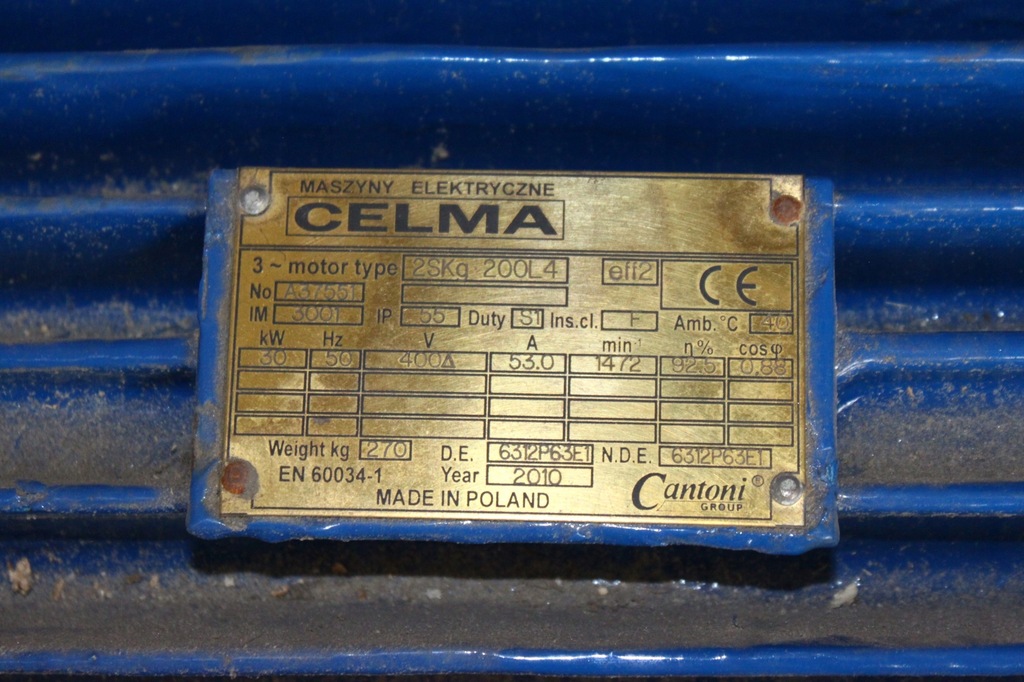 MASZYNY ELEKTRYCZNE
CELMA
3 ~ motor type 2SKg 200L4 eff2 CE
No A37551
IM 3001 IP 55 Duty S1 Ins.cl. F Amb. °C 40
kW Hz V A min⁻¹ η% cosφ
30 50 400Δ 53.0 1472 92.5 0,88
Weight kg 270 D.E. 6312P63E1 N.D.E. 6312P63E1
EN 60034-1 Year 2010
MADE IN POLAND
Cantoni®
GROUP